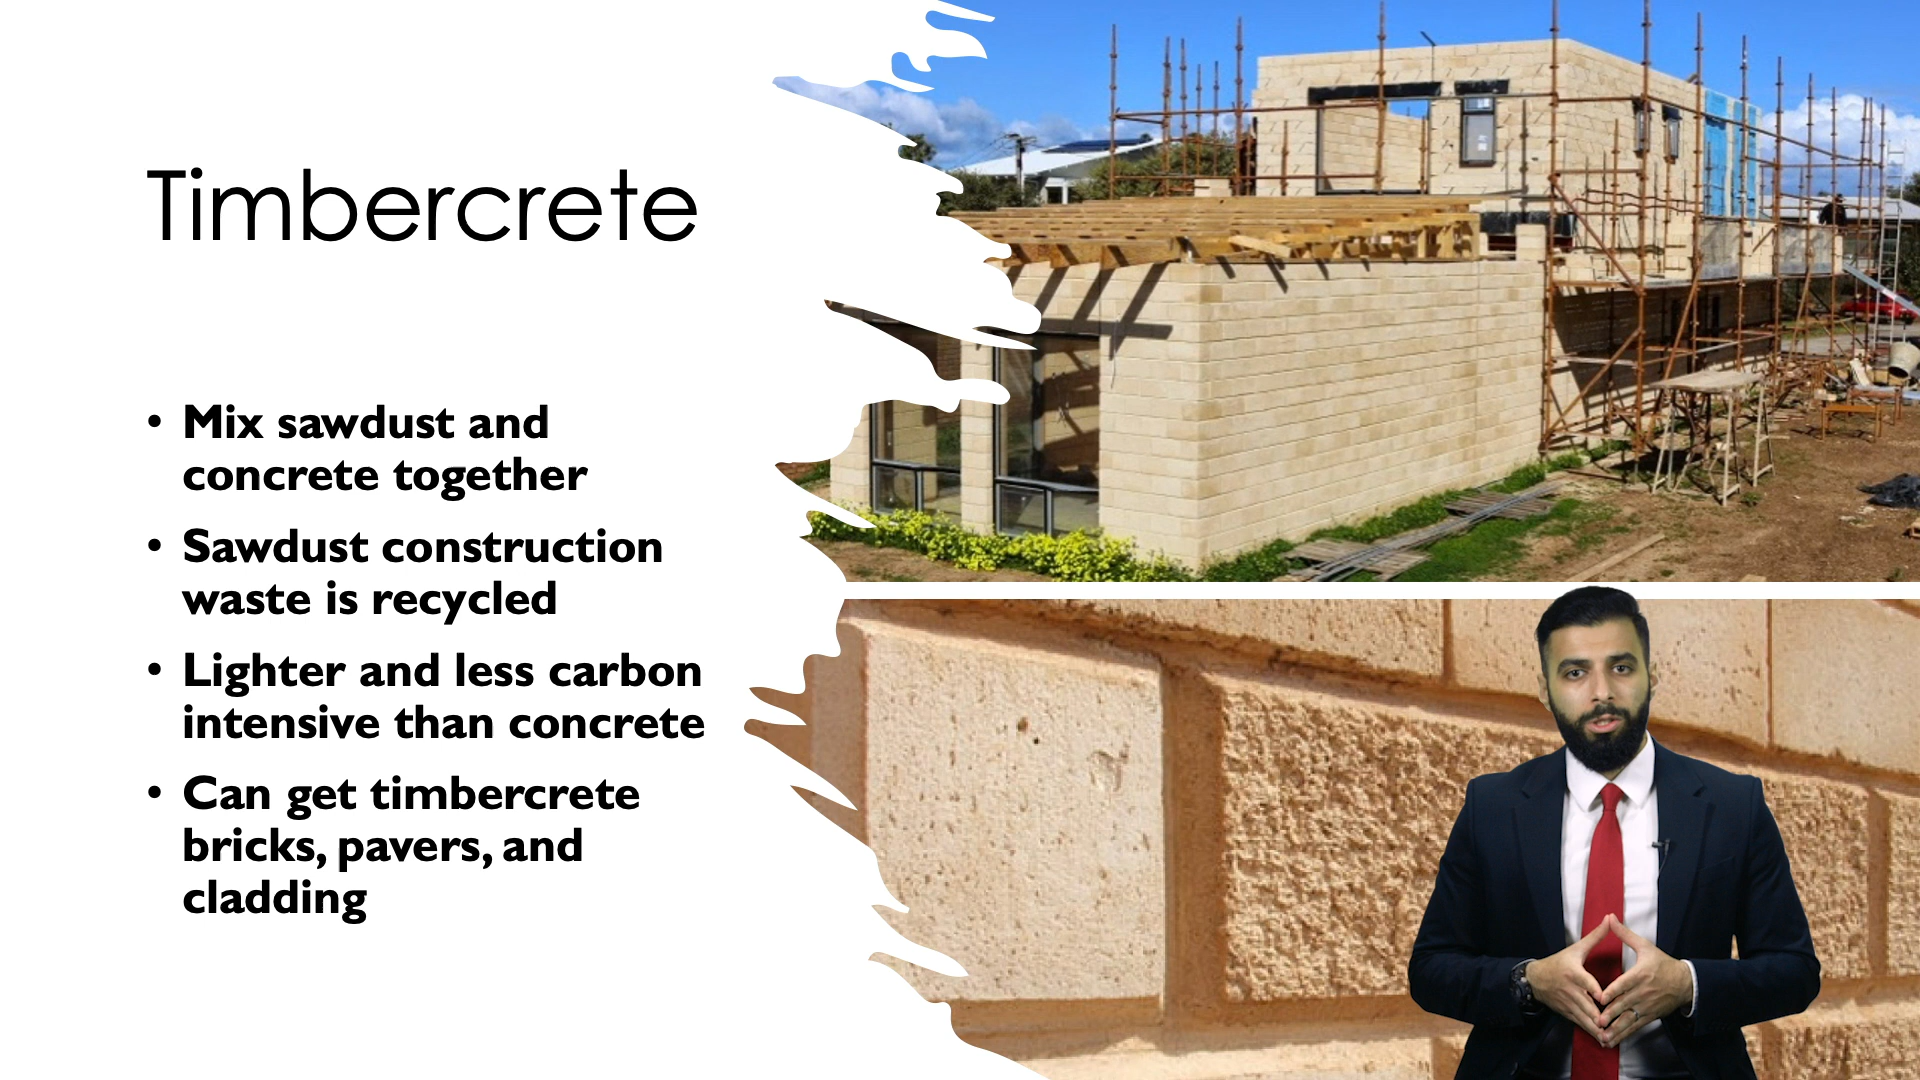 Timbercrete
• Mix sawdust and
concrete together
• Sawdust construction
waste is recycled
• Lighter and less carbon
intensive than concrete
• Can get timbercrete
bricks, pavers, and
cladding